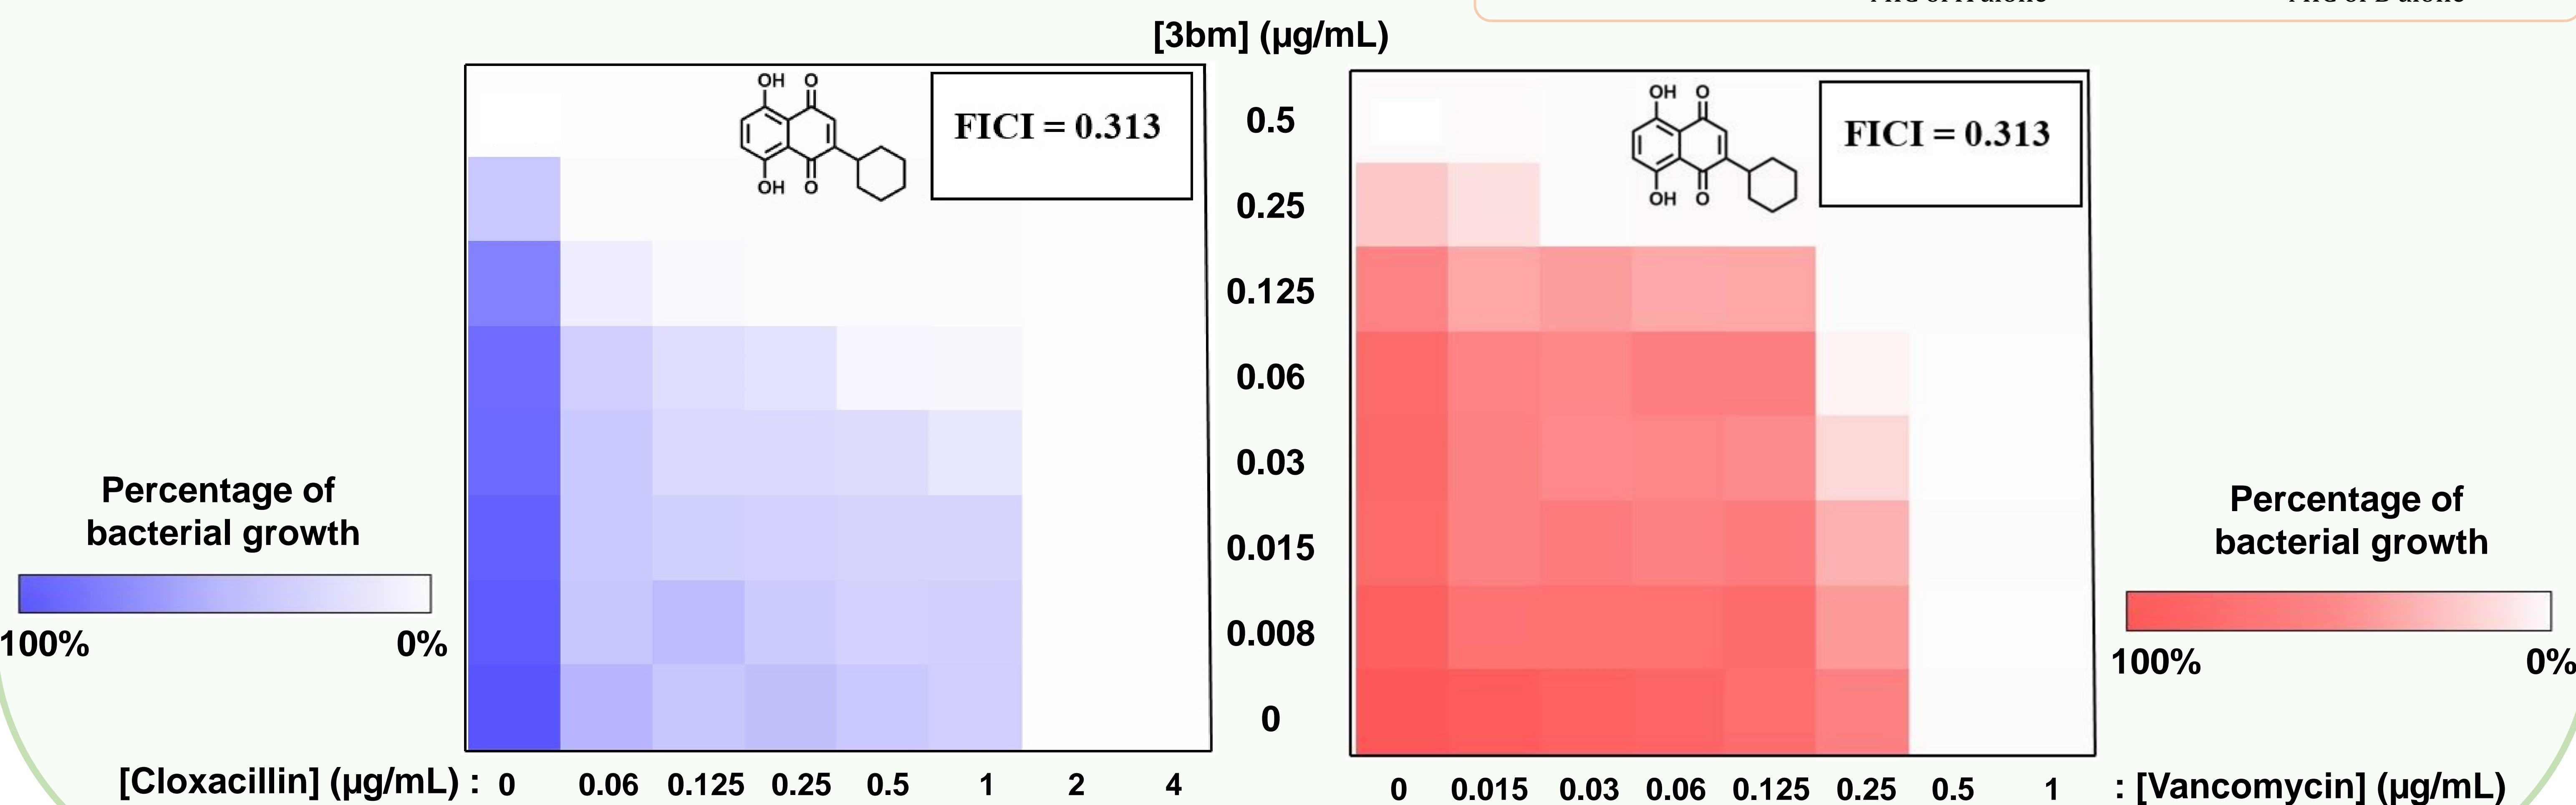 [3bm] (µg/mL)
OH O
OH O
FICI = 0.313
OH O
OH O
FICI = 0.313
0.5
0.25
0.125
0.06
0.03
0.015
0.008
0
Percentage of
bacterial growth
100% 0%
Percentage of
bacterial growth
100% 0%
[Cloxacillin] (µg/mL) : 0 0.06 0.125 0.25 0.5 1 2 4
0 0.015 0.03 0.06 0.125 0.25 0.5 1 : [Vancomycin] (µg/mL)